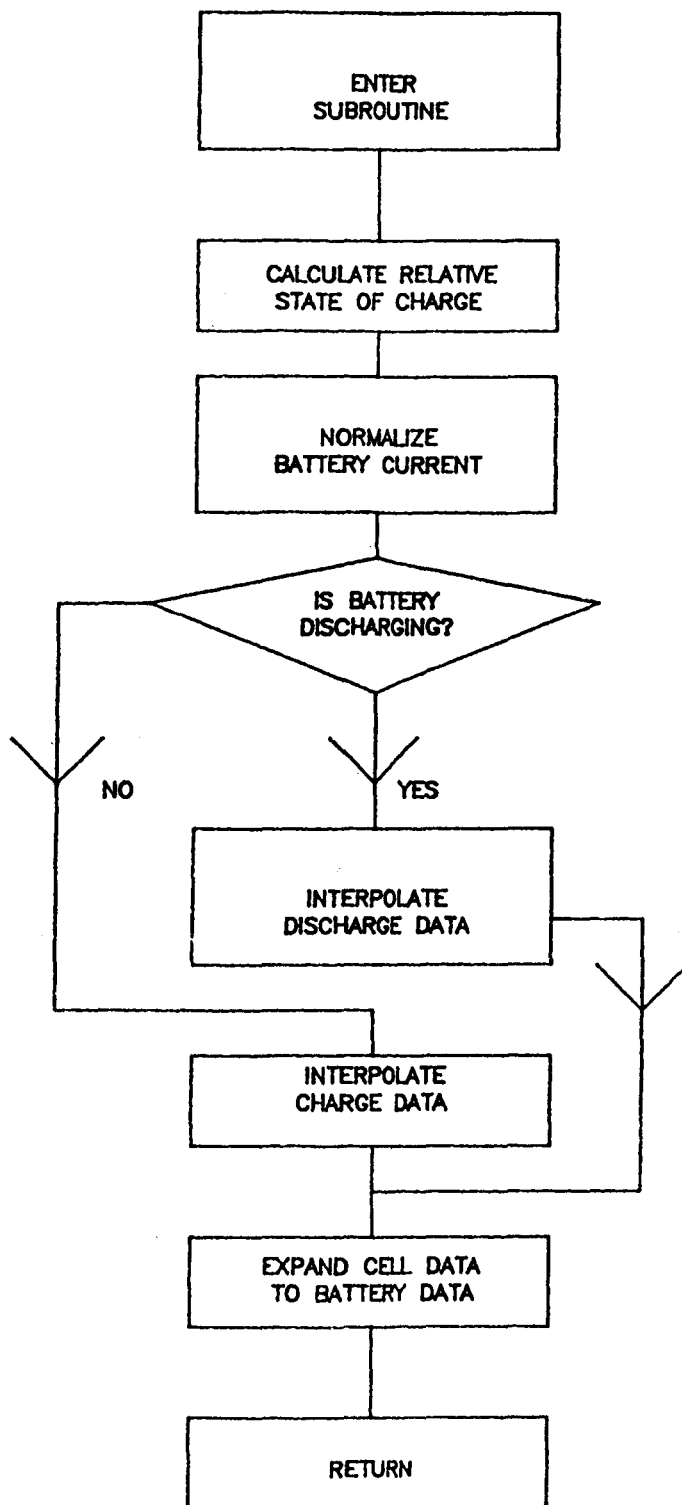 ENTER
SUBROUTINE
CALCULATE RELATIVE
STATE OF CHARGE
NORMALIZE
BATTERY CURRENT
IS BATTERY
DISCHARGING?
NO
YES
INTERPOLATE
DISCHARGE DATA
INTERPOLATE
CHARGE DATA
EXPAND CELL DATA
TO BATTERY DATA
RETURN